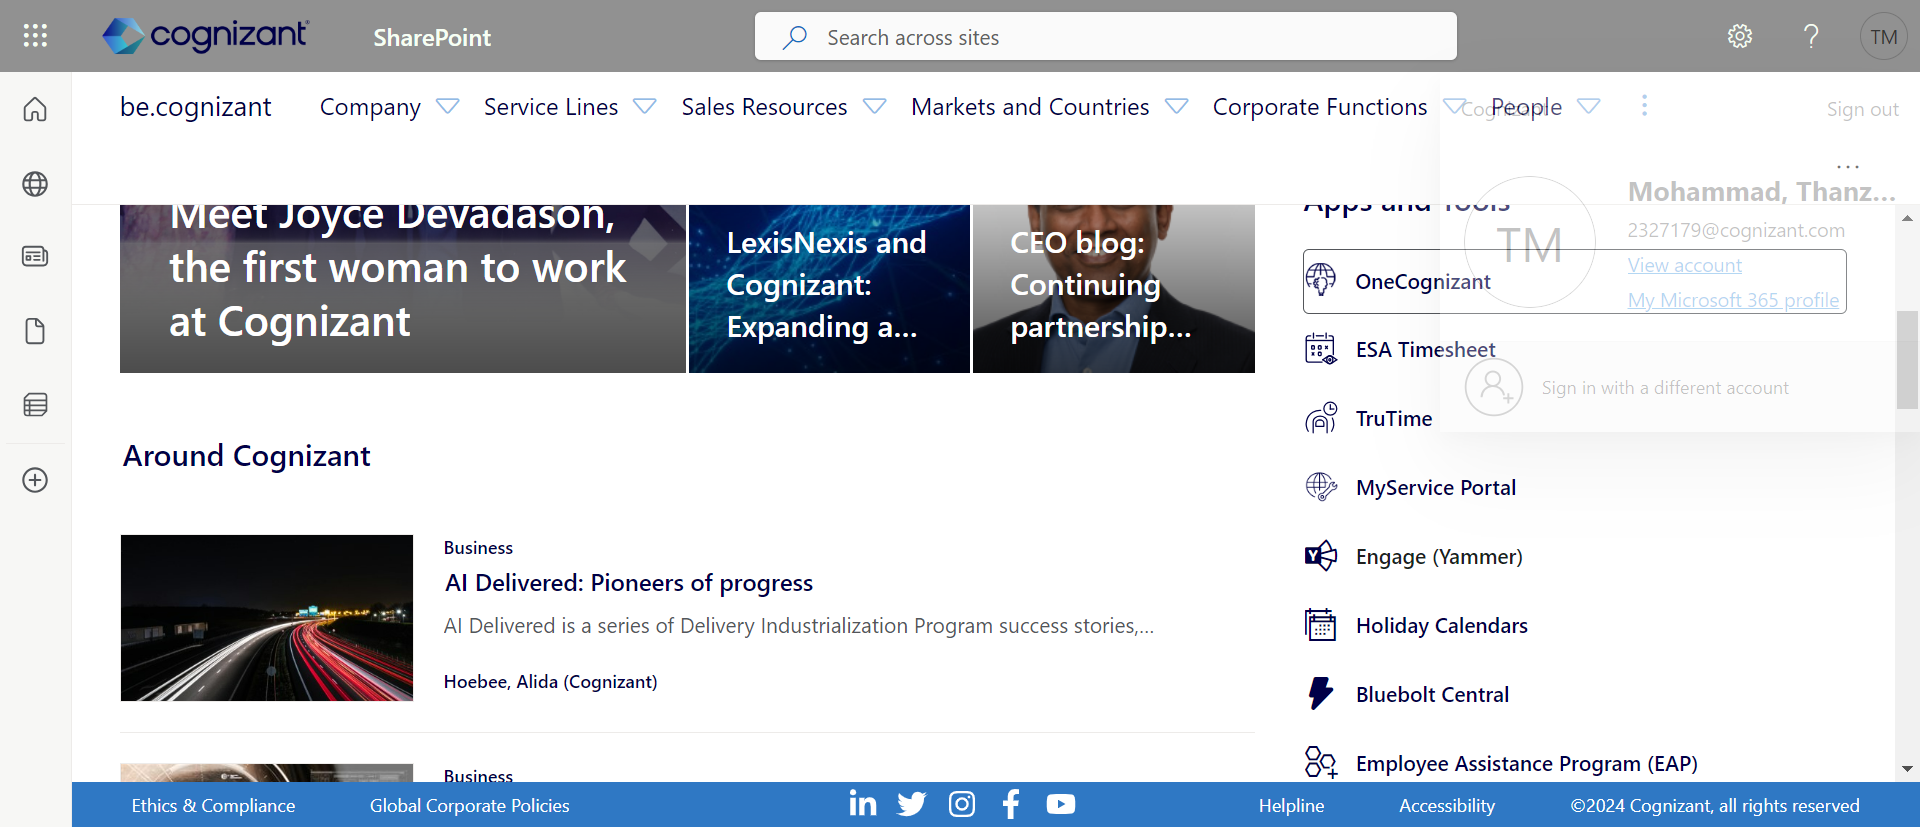 cognizant
SharePoint
Search across sites
TM
be.cognizant
Company
Service Lines
Sales Resources
Markets and Countries
Corporate Functions
People
Cognizant
Sign out
Mohammad, Thanz...
2327179@cognizant.com
View account
My Microsoft 365 profile
TM
Sign in with a different account
Meet Joyce Devadason,
the first woman to work
at Cognizant
LexisNexis and
Cognizant:
Expanding a...
CEO blog:
Continuing
partnership...
Apps and Tools
OneCognizant
ESA Timesheet
TruTime
MyService Portal
Engage (Yammer)
Holiday Calendars
Bluebolt Central
Employee Assistance Program (EAP)
Around Cognizant
Business
AI Delivered: Pioneers of progress
AI Delivered is a series of Delivery Industrialization Program success stories,...
Hoebee, Alida (Cognizant)
Business
Ethics & Compliance
Global Corporate Policies
Helpline
Accessibility
©2024 Cognizant, all rights reserved